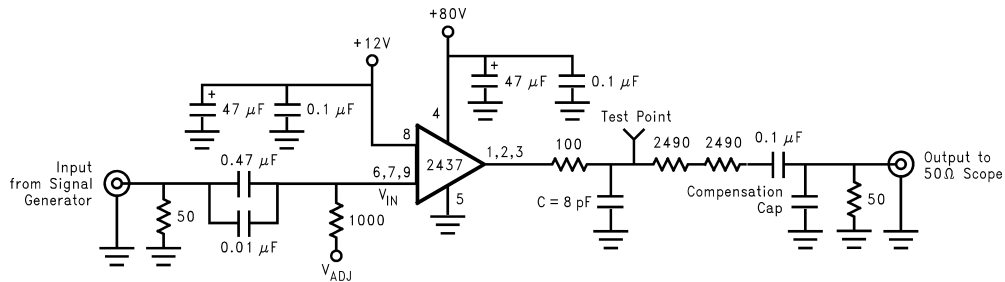 +80V
+12V
+
47 μF
0.1 μF
+
47 μF
0.1 μF
4
8
2437
1,2,3
6,7,9
V_IN
5
Test Point
100
2490
2490
0.1 μF
C = 8 pF
Compensation
Cap
50
Output to
50Ω Scope
Input
from Signal
Generator
50
0.47 μF
0.01 μF
1000
V_ADJ